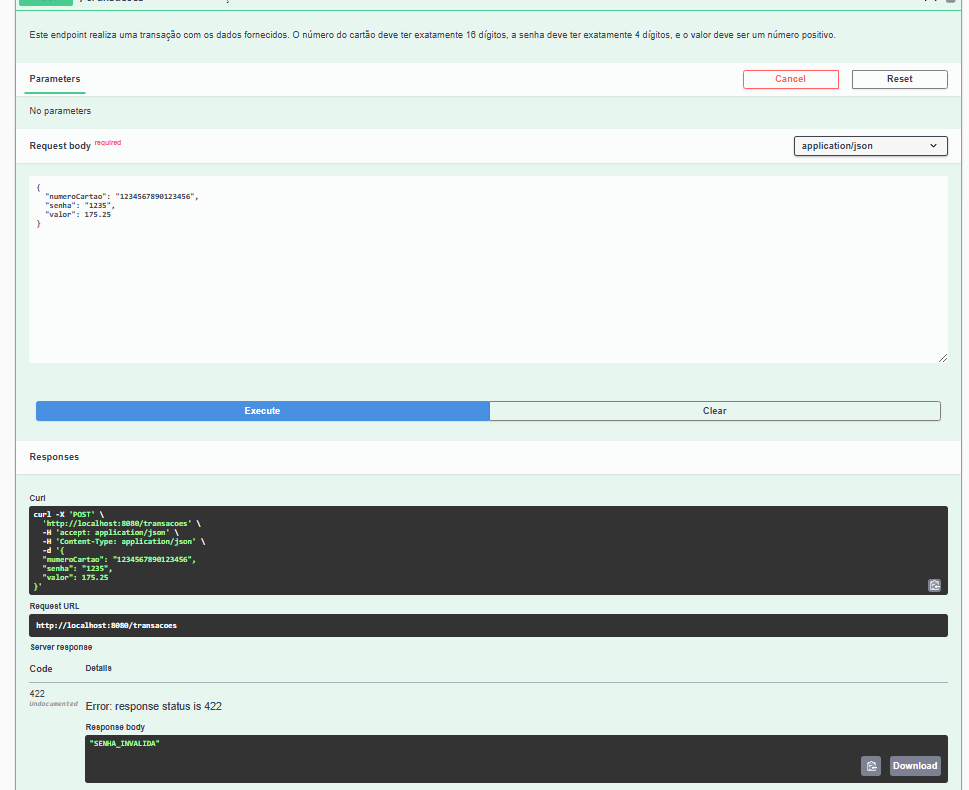 Este endpoint realiza uma transação com os dados fornecidos. O número do cartão deve ter exatamente 16 dígitos, a senha deve ter exatamente 4 dígitos, e o valor deve ser um número positivo.
Parameters
Cancel
Reset
No parameters
Request body required
application/json
{
  "numeroCartao": "1234567890123456",
  "senha": "1235",
  "valor": 175.25
}
Execute
Clear
Responses
Curl
curl -X 'POST' \
  'http://localhost:8080/transacoes' \
  -H 'accept: application/json' \
  -H 'Content-Type: application/json' \
  -d '{
  "numeroCartao": "1234567890123456",
  "senha": "1235",
  "valor": 175.25
}'
Request URL
http://localhost:8080/transacoes
Server response
Code
Details
422
Undocumented
Error: response status is 422
Response body
"SENHA_INVALIDA"
Download